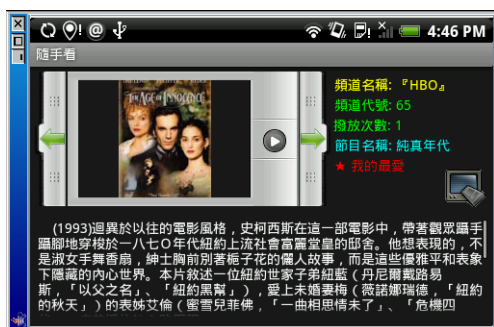 4:46 PM
隨手看
THE AGE OF INNOCENCE
頻道名稱: 『HBO』
頻道代號: 65
撥放次數: 1
節目名稱: 純真年代
★ 我的最愛
(1993)迥異於以往的電影風格，史柯西斯在這一部電影中，帶著觀眾躡手
躡腳地穿梭於一八七〇年代紐約上流社會富麗堂皇的邸舍。他想表現的，不
是淑女手舞香扇，紳士胸前別著梔子花的儷人故事，而是這些優雅平和表象
下隱藏的內心世界。本片敘述一位紐約世家子弟紐藍（丹尼爾戴路易
斯，「以父之名」、「紐約黑幫」），愛上未婚妻梅（薇諾娜瑞德，「紐約
的秋天」）的表姊艾倫（蜜雪兒菲佛，「一曲相思情未了」、「危機四